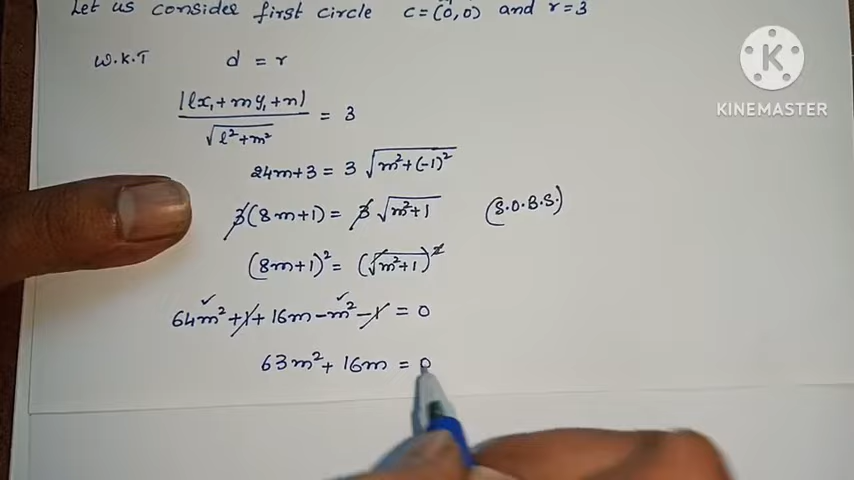 Let us consider first circle c=(0,0) and r=3
W.K.T d = r
|lx₁+my₁+n| / √l²+m² = 3
24m+3 = 3 √m²+(-1)²
3(8m+1) = 3 √m²+1 (S.O.B.S.)
(8m+1)² = (√m²+1)²
64m²+1+16m-m²-1 = 0
63m²+16m = 0
K
KINEMASTER